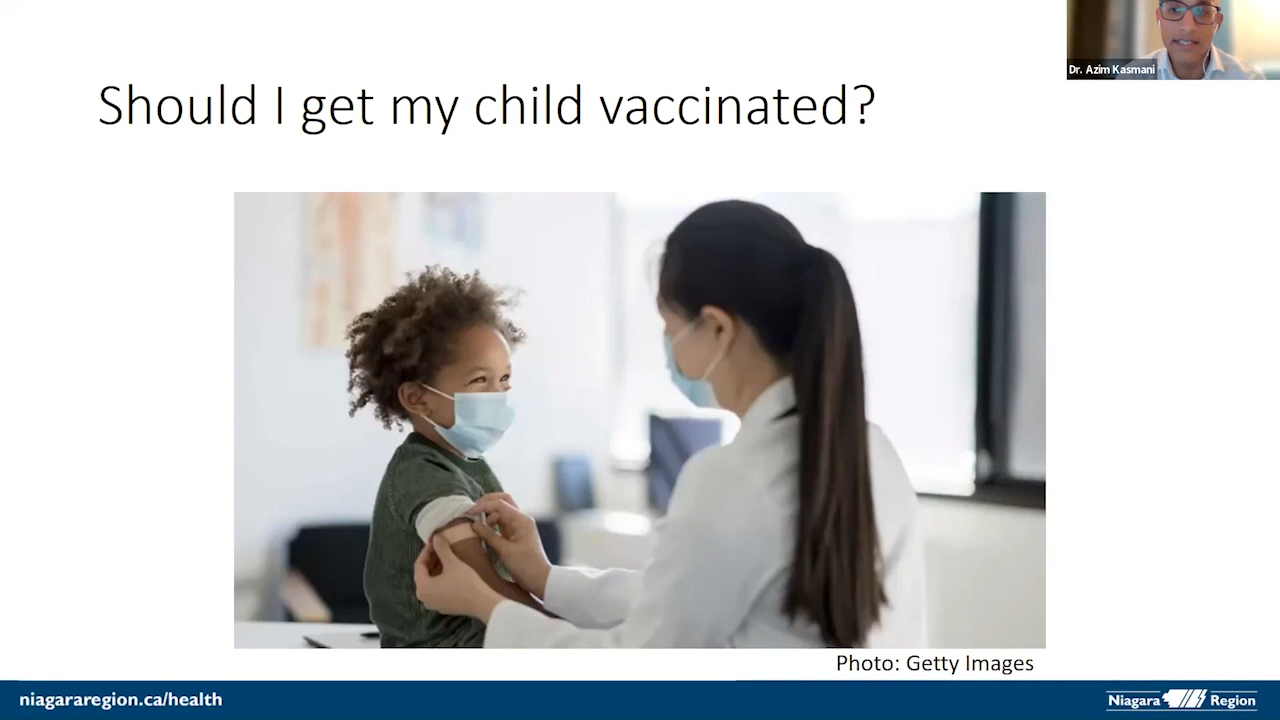 Dr. Azim Kasmani
Should I get my child vaccinated?
Photo: Getty Images
niagararegion.ca/health
Niagara Region